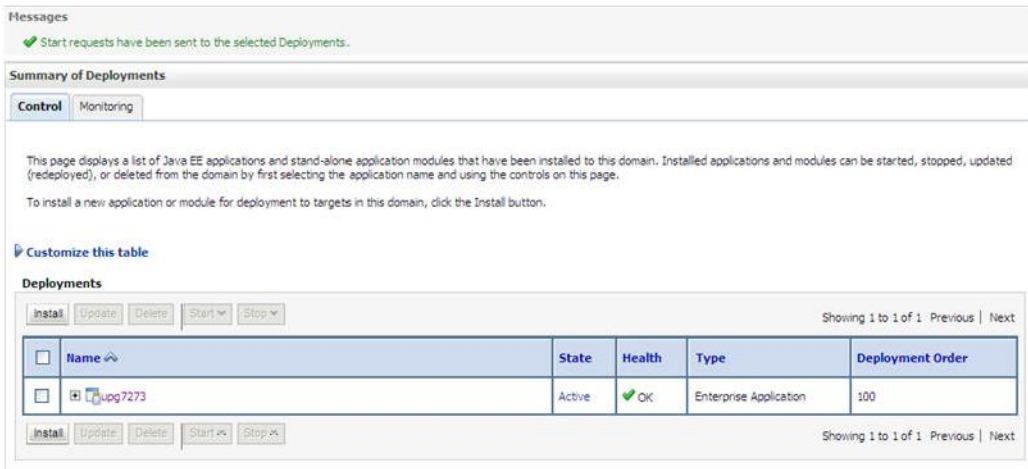 Messages
Start requests have been sent to the selected Deployments.
Summary of Deployments
Control Monitoring
This page displays a list of Java EE applications and stand-alone application modules that have been installed to this domain. Installed applications and modules can be started, stopped, updated
(redeployed), or deleted from the domain by first selecting the application name and using the controls on this page.
To install a new application or module for deployment to targets in this domain, click the Install button.
Customize this table
Deployments
Install Update Delete Start Stop Showing 1 to 1 of 1 Previous | Next
Name State Health Type Deployment Order
upg7273 Active OK Enterprise Application 100
Install Update Delete Start Stop Showing 1 to 1 of 1 Previous | Next